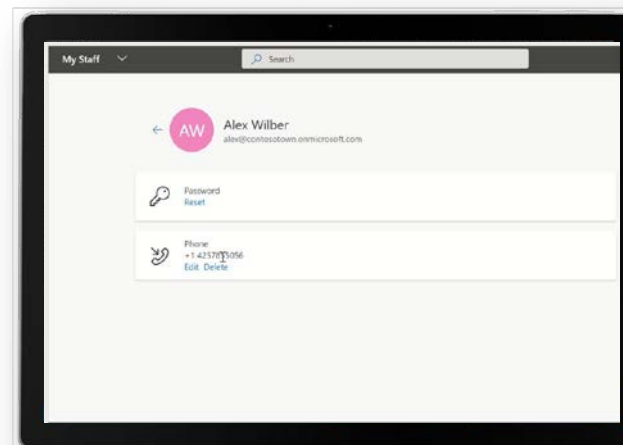 My Staff
Search
AW
Alex Wilber
alex@contosotown.onmicrosoft.com
Password
Reset
Phone
Edit Delete